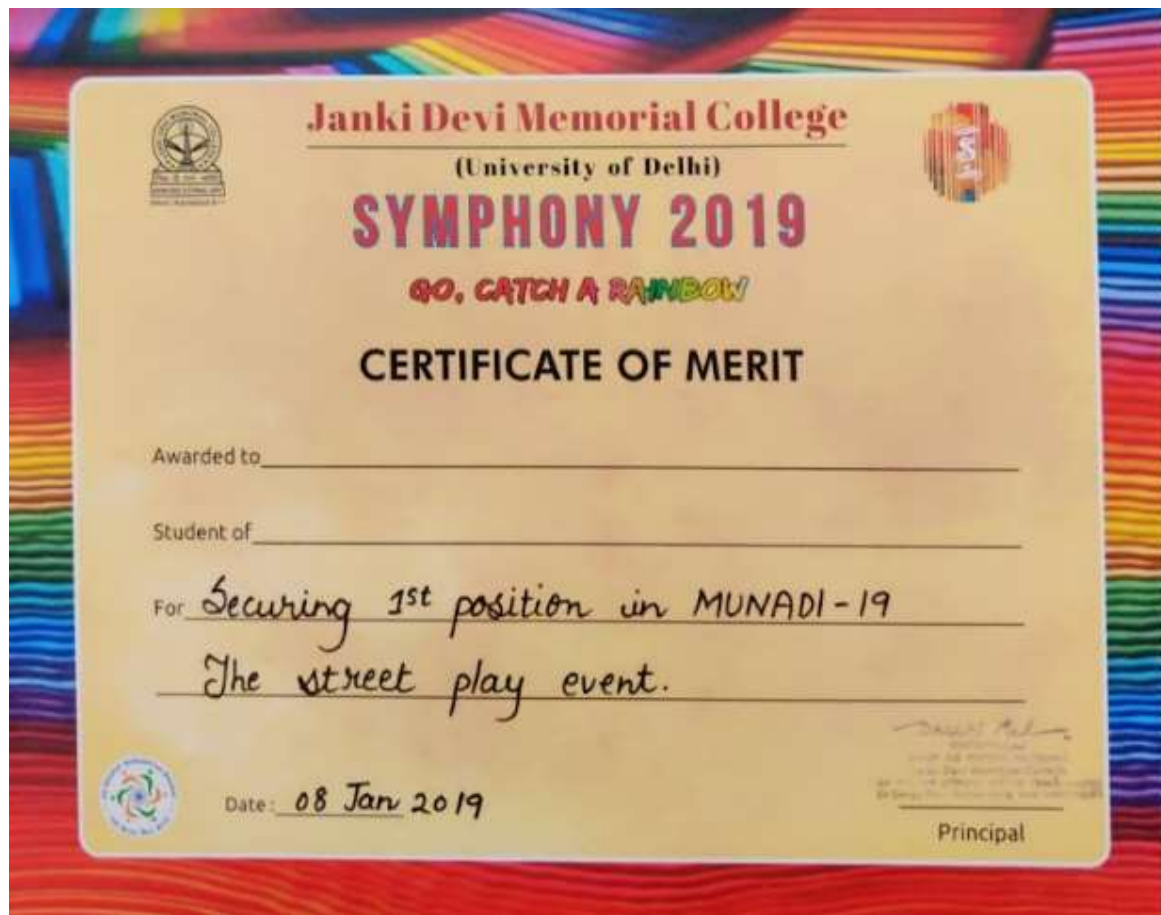 Janki Devi Memorial College
(University of Delhi)
SYMPHONY 2019
GO, CATCH A RAINBOW
CERTIFICATE OF MERIT
Awarded to
Student of
For Securing 1st position in MUNADI-19
The street play event.
Date: 08 Jan 2019
Principal